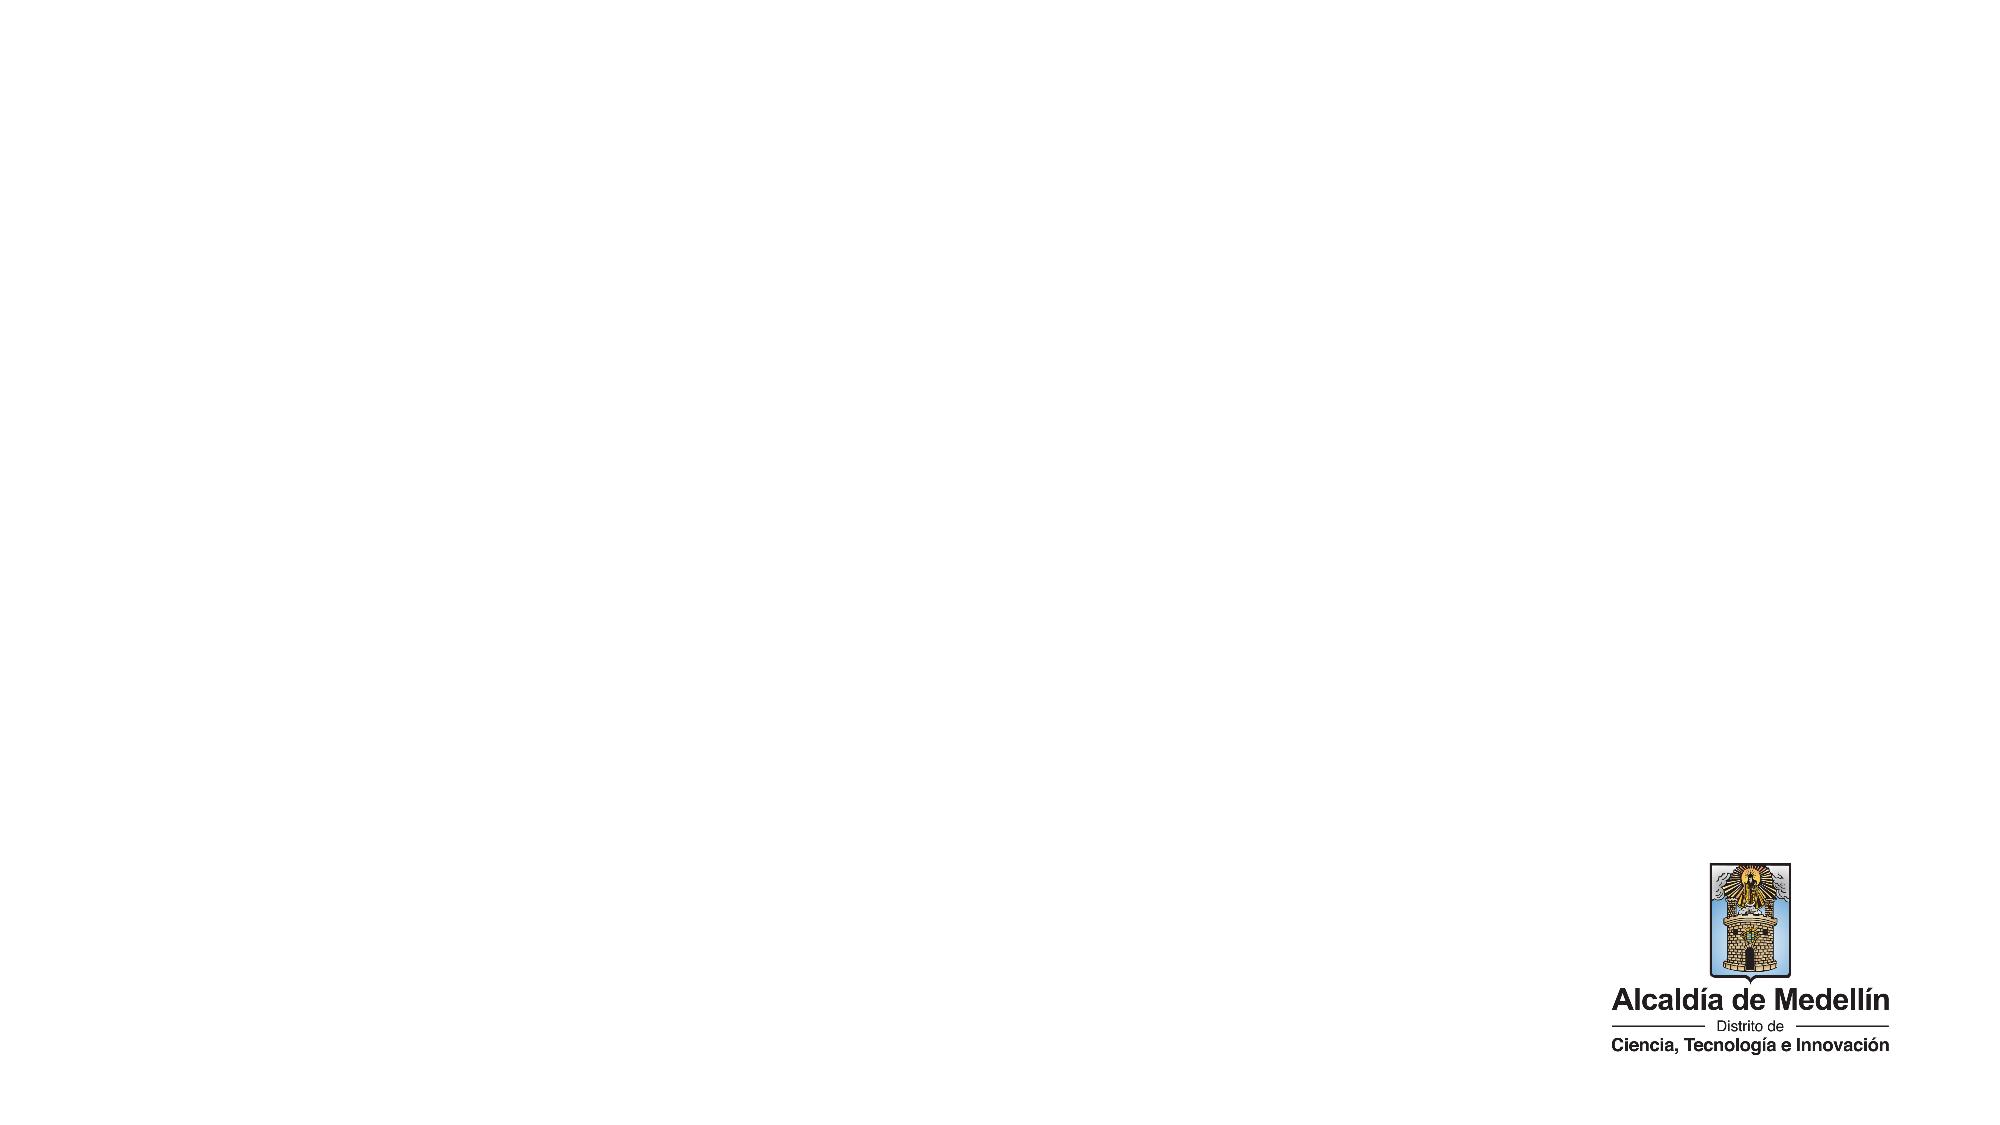 Alcaldía de Medellín
Distrito de
Ciencia, Tecnología e Innovación